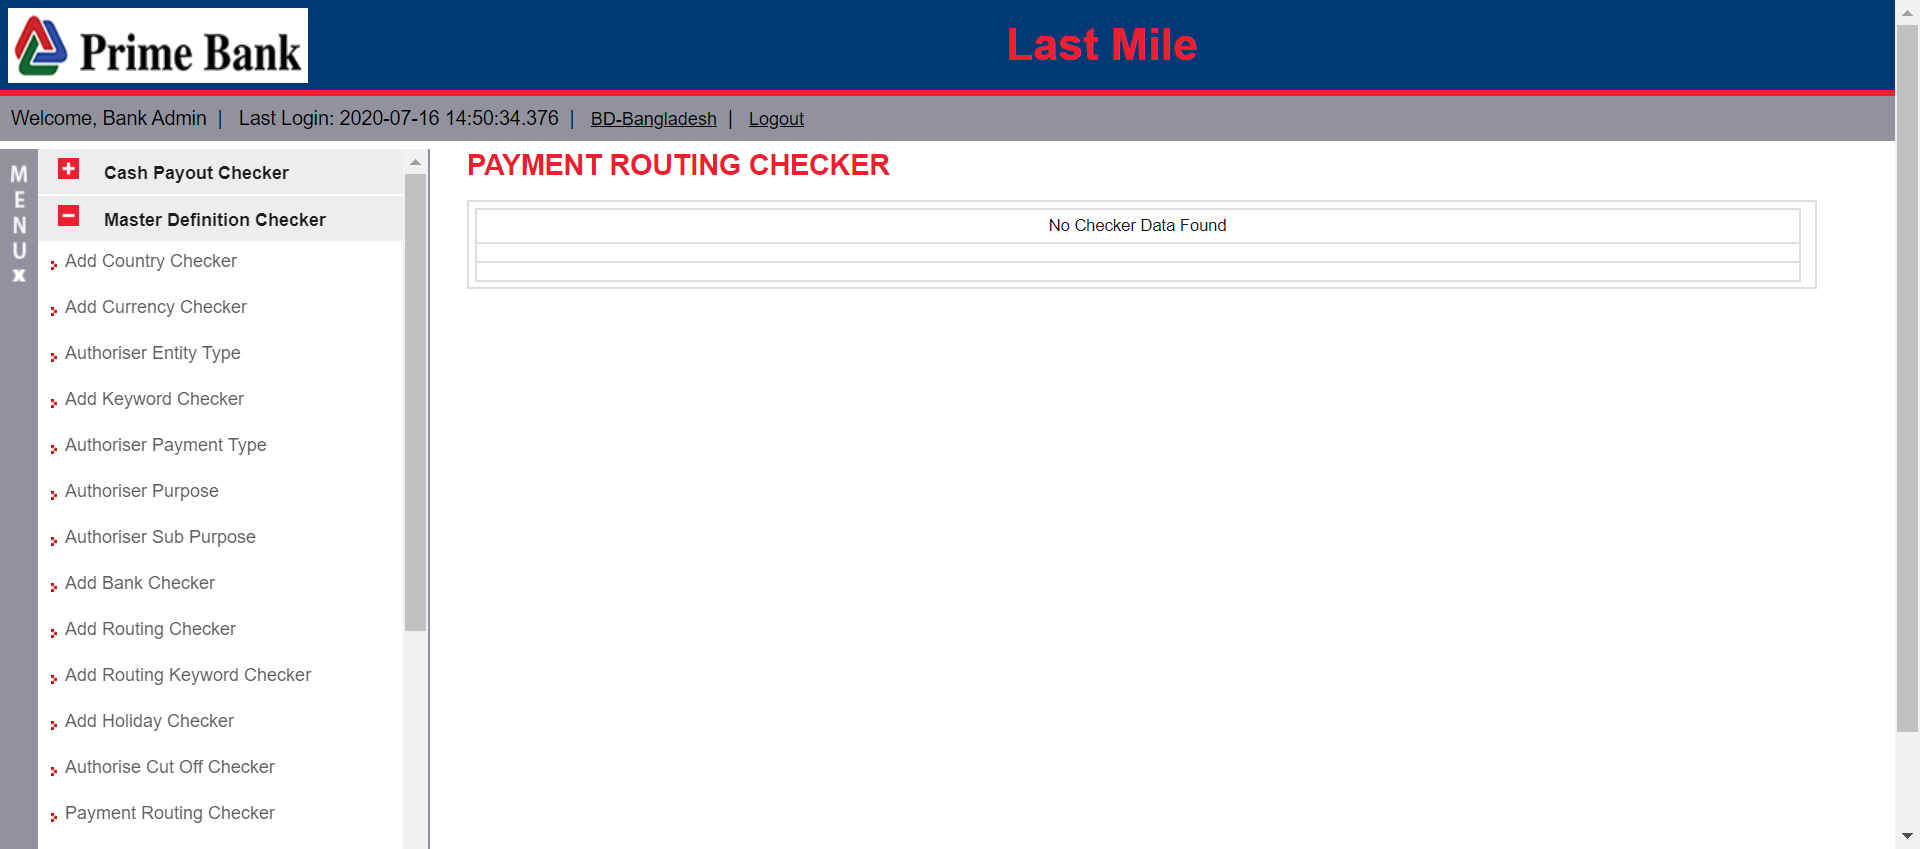 Prime Bank
Last Mile
Welcome, Bank Admin | Last Login: 2020-07-16 14:50:34.376 | BD-Bangladesh | Logout
MENU
x
Cash Payout Checker
Master Definition Checker
Add Country Checker
Add Currency Checker
Authoriser Entity Type
Add Keyword Checker
Authoriser Payment Type
Authoriser Purpose
Authoriser Sub Purpose
Add Bank Checker
Add Routing Checker
Add Routing Keyword Checker
Add Holiday Checker
Authorise Cut Off Checker
Payment Routing Checker
PAYMENT ROUTING CHECKER
No Checker Data Found